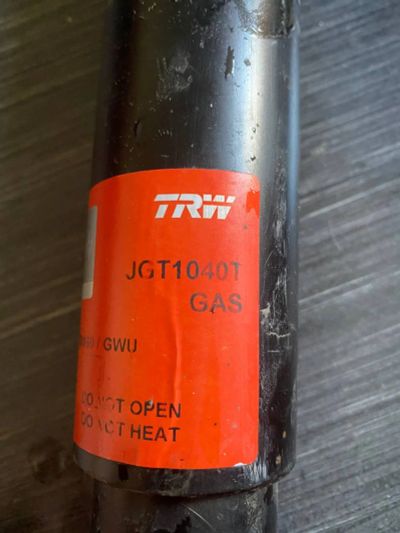 TRW
JGT1040T
GAS
/ GWU
DO NOT OPEN
DO NOT HEAT